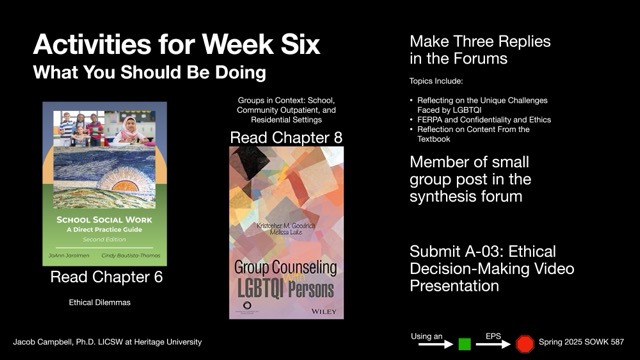 Activities for Week Six
What You Should Be Doing
SCHOOL SOCIAL WORK
A Direct Practice Guide
Second Edition
JoAnn Jarolmen
Cindy Bautista-Thomas
Read Chapter 6
Ethical Dilemmas
Groups in Context: School,
Community Outpatient, and
Residential Settings
Read Chapter 8
Kristopher M. Goodrich
Melissa Luke
Group Counseling
with
LGBTQI Persons
WILEY
Make Three Replies
in the Forums
Topics Include:
• Reflecting on the Unique Challenges
Faced by LGBTQI
• FERPA and Confidentiality and Ethics
• Reflection on Content From the
Textbook
Member of small
group post in the
synthesis forum
Submit A-03: Ethical
Decision-Making Video
Presentation
Jacob Campbell, Ph.D. LICSW at Heritage University
Using an
EPS
Spring 2025 SOWK 587